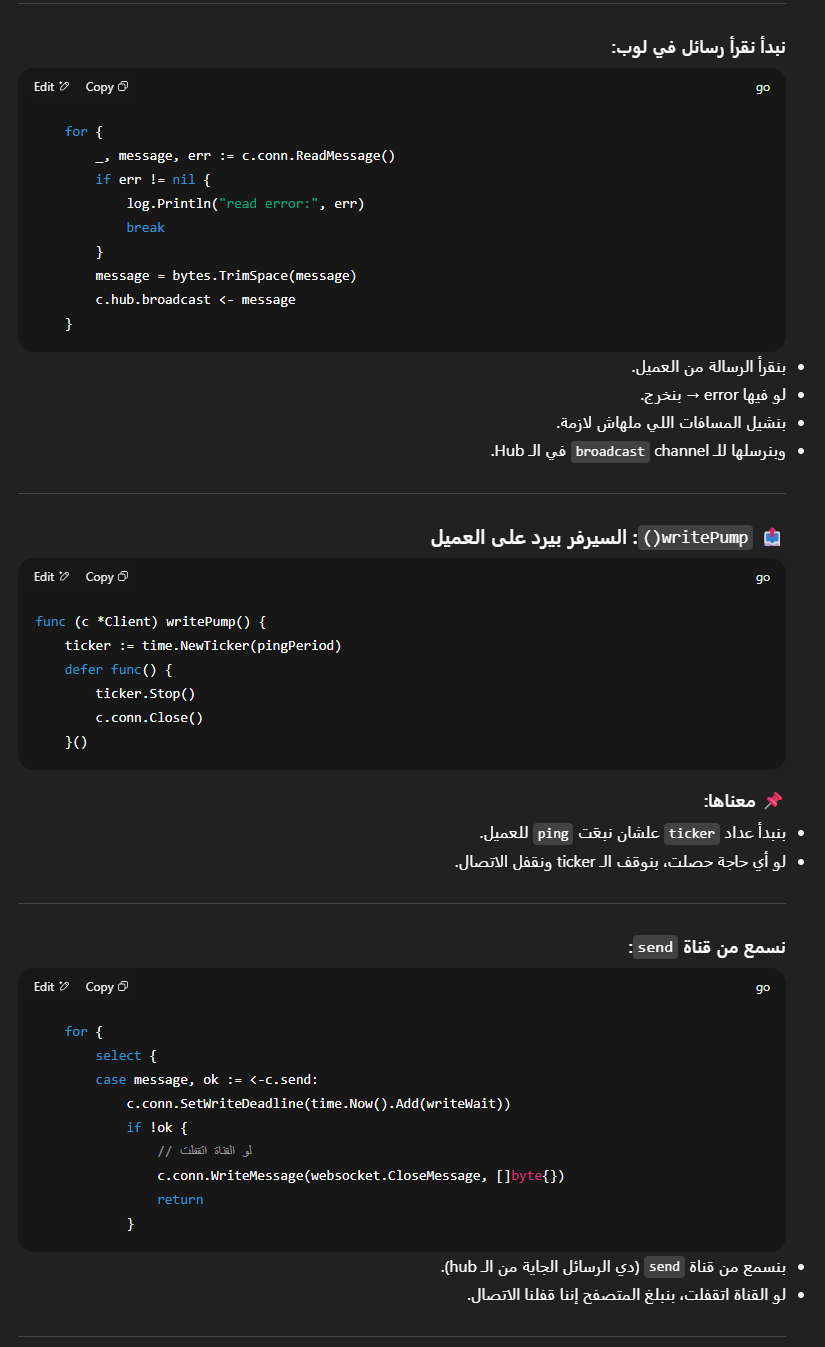 نبدأ نقرأ رسائل في لوب:
Edit Copy go
for {
_, message, err := c.conn.ReadMessage()
if err != nil {
log.Println("read error:", err)
break
}
message = bytes.TrimSpace(message)
c.hub.broadcast <- message
}
بنقرأ الرسالة من العميل.
لو فيها error → بنخرج.
بنشيل المسافات اللي ملهاش لازمة.
وبنرسلها للـ broadcast channel في الـ Hub.
📤 writePump(): السيرفر بيرد على العميل
Edit Copy go
func (c *Client) writePump() {
ticker := time.NewTicker(pingPeriod)
defer func() {
ticker.Stop()
c.conn.Close()
}()
📌 معناها:
بنبدأ عداد ticker علشان نبعّت ping للعميل.
لو أي حاجة حصلت، بنوقف الـ ticker ونقفل الاتصال.
نسمع من قناة send:
Edit Copy go
for {
select {
case message, ok := <-c.send:
c.conn.SetWriteDeadline(time.Now().Add(writeWait))
if !ok {
// لو القناة اتقفلت
c.conn.WriteMessage(websocket.CloseMessage, []byte{})
return
}
بنسمع من قناة send (دي الرسائل الجاية من الـ hub).
لو القناة اتقفلت، بنبلغ المتصفح إننا قفلنا الاتصال.